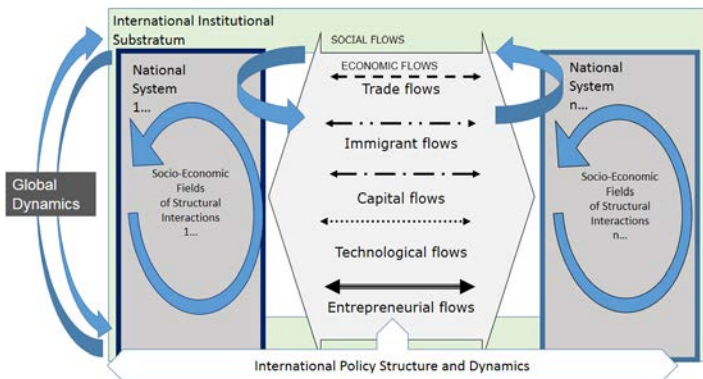 International Institutional
Substratum
SOCIAL FLOWS
ECONOMIC FLOWS
National
System
1...
Trade flows
National
System
n...
Immigrant flows
Socio-Economic
Fields
of Structural
Interactions
1...
Capital flows
Socio-Economic
Fields
of Structural
Interactions
n...
Global
Dynamics
Technological flows
Entrepreneurial flows
International Policy Structure and Dynamics